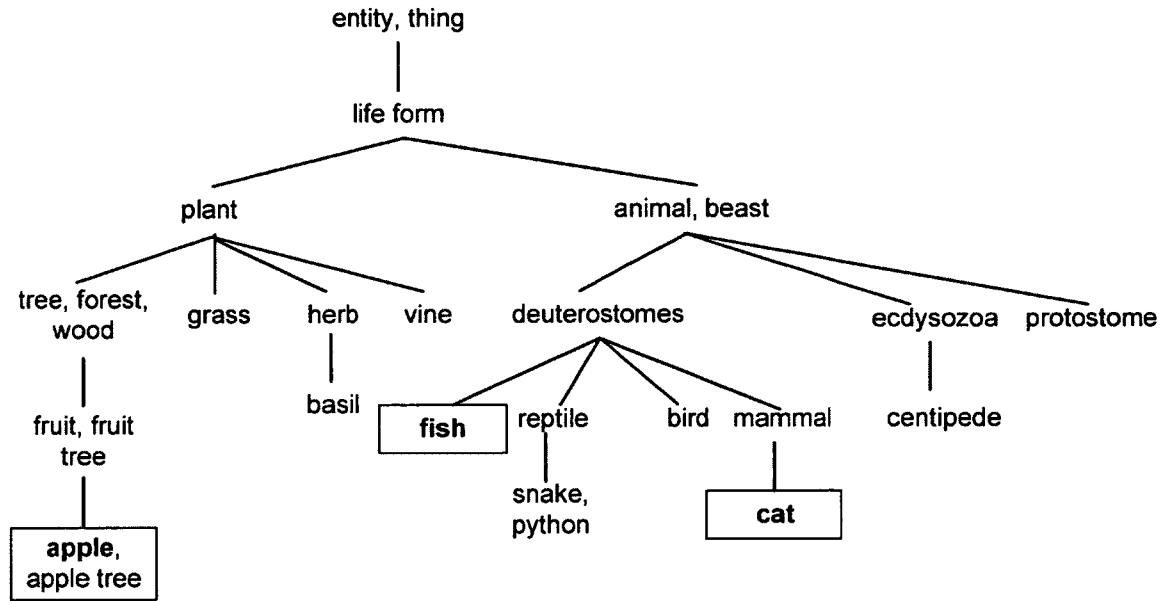 entity, thing
life form
plant
animal, beast
tree, forest,
wood
grass
herb
vine
deuterostomes
ecdysozoa
protostome
fruit, fruit
tree
basil
fish
reptile
bird
mammal
centipede
snake,
python
cat
apple,
apple tree